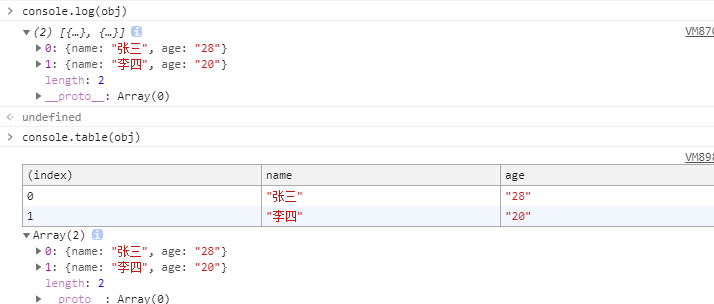 console.log(obj)
VM870
(2) [{…}, {…}] i
0: {name: "张三", age: "28"}
1: {name: "李四", age: "20"}
length: 2
__proto__: Array(0)
undefined
console.table(obj)
(index) name age
0 "张三" "28"
1 "李四" "20"
Array(2) i
0: {name: "张三", age: "28"}
1: {name: "李四", age: "20"}
length: 2
__proto__: Array(0)